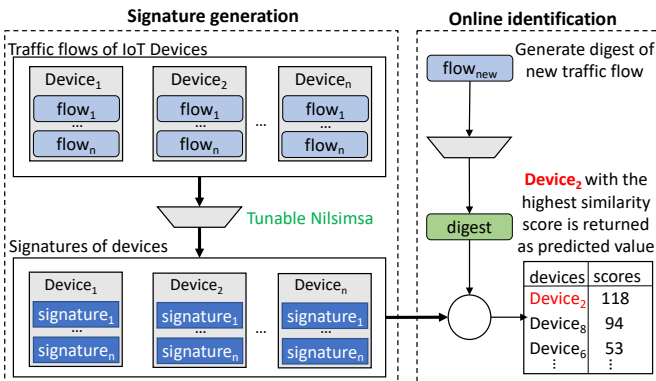 Signature generation
Traffic flows of IoT Devices
Device₁
flow₁
...
flowₙ
Device₂
flow₁
...
flowₙ
...
Deviceₙ
flow₁
...
flowₙ
Tunable Nilsimsa
Signatures of devices
Device₁
signature₁
...
signatureₙ
Device₂
signature₁
...
signatureₙ
...
Deviceₙ
signature₁
...
signatureₙ
Online identification
flowₙₑw
Generate digest of
new traffic flow
digest
Device₂ with the
highest similarity
score is returned
as predicted value
devices scores
Device₂ 118
Device₈ 94
Device₆ 53
⋮ ⋮